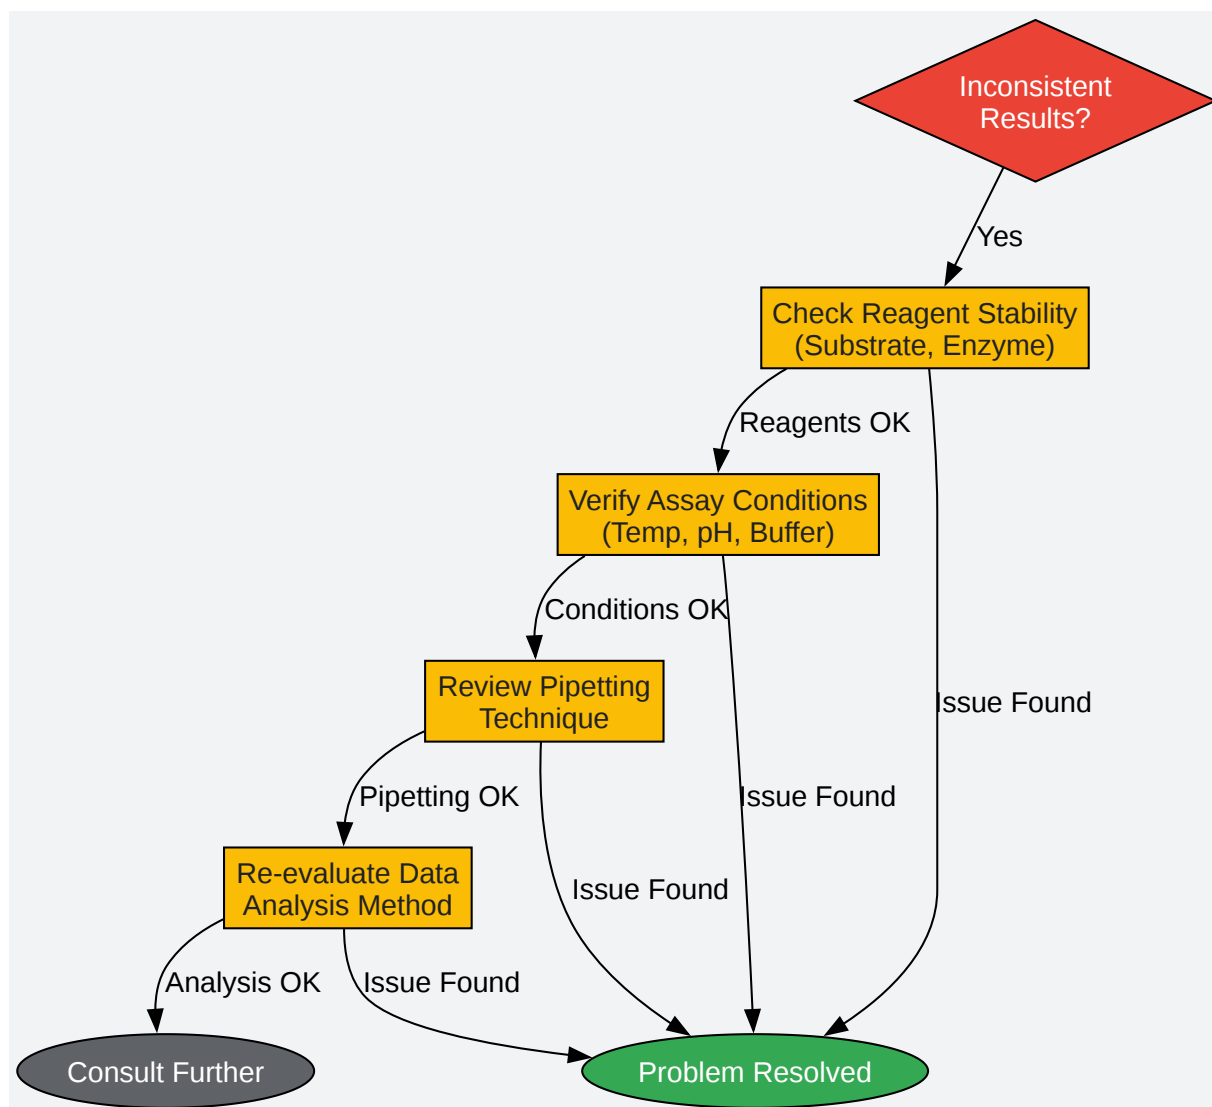 Inconsistent
Results?
Yes
Check Reagent Stability
(Substrate, Enzyme)
Reagents OK
Verify Assay Conditions
(Temp, pH, Buffer)
Conditions OK
Review Pipetting
Technique
Issue Found
Pipetting OK
Issue Found
Re-evaluate Data
Analysis Method
Issue Found
Analysis OK
Issue Found
Consult Further
Problem Resolved